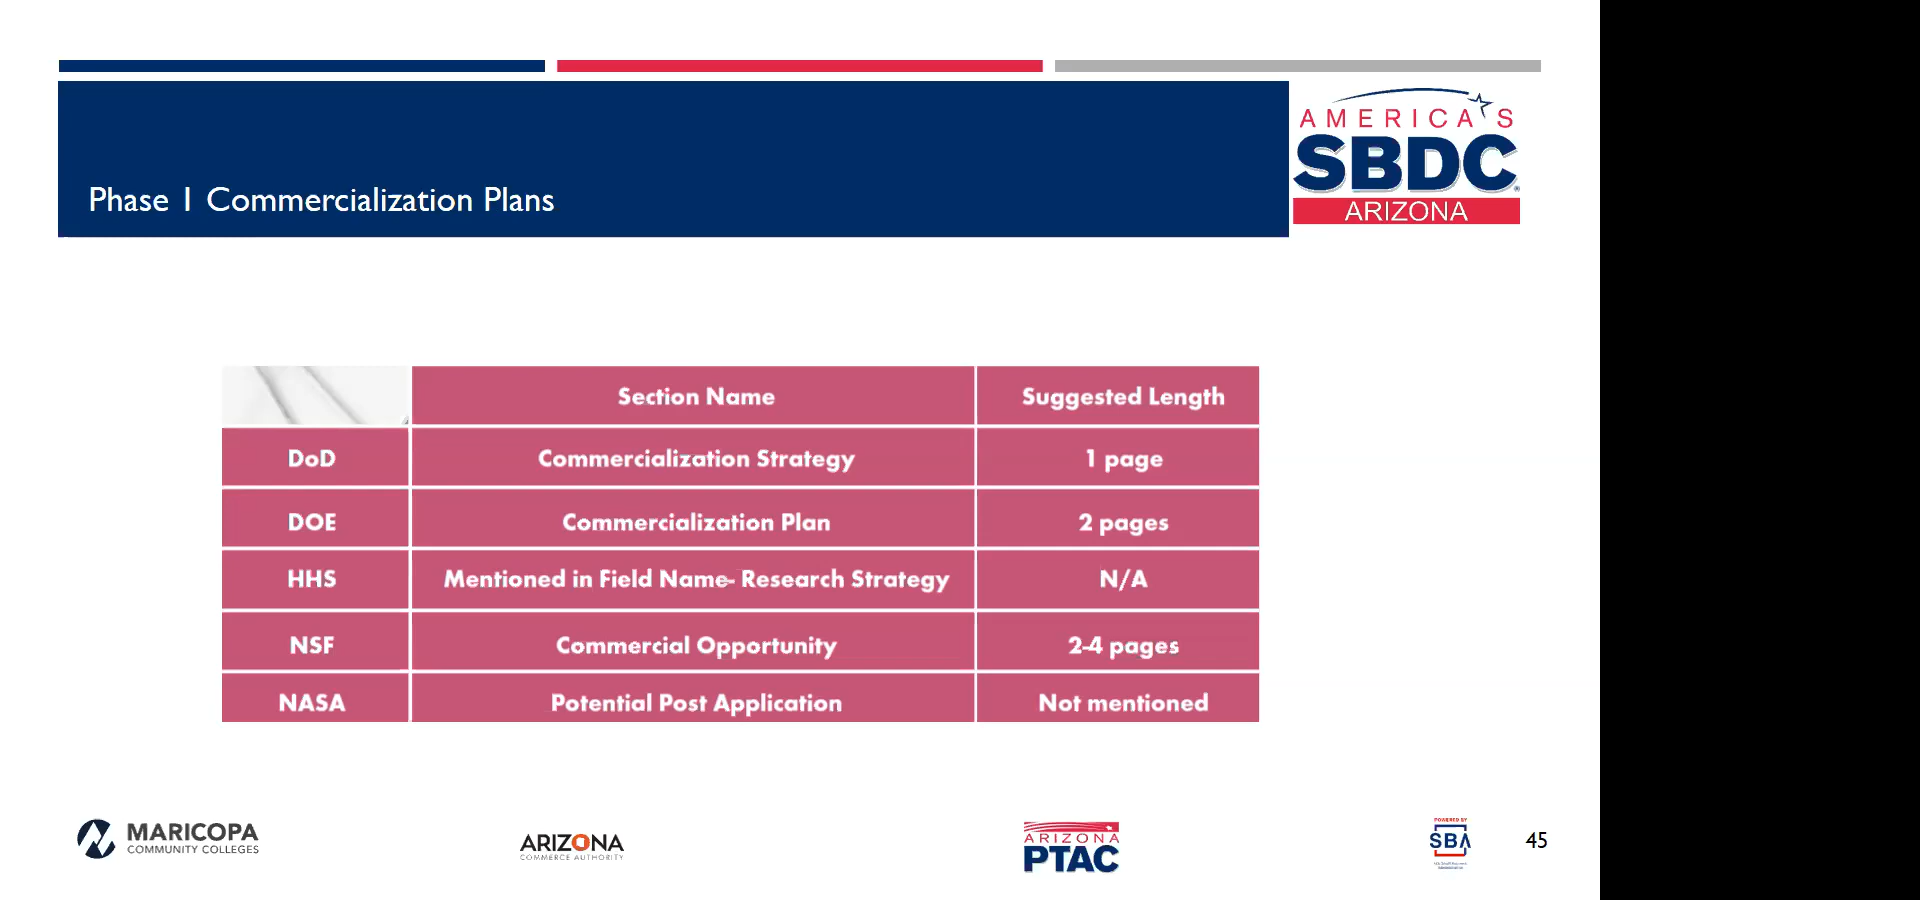 AMERICA'S
SBDC
ARIZONA
Phase 1 Commercialization Plans
Section Name Suggested Length
DoD Commercialization Strategy 1 page
DOE Commercialization Plan 2 pages
HHS Mentioned in Field Name- Research Strategy N/A
NSF Commercial Opportunity 2-4 pages
NASA Potential Post Application Not mentioned
MARICOPA
COMMUNITY COLLEGES
ARIZONA
COMMERCE AUTHORITY
ARIZONA
PTAC
POWERED BY
SBA
45